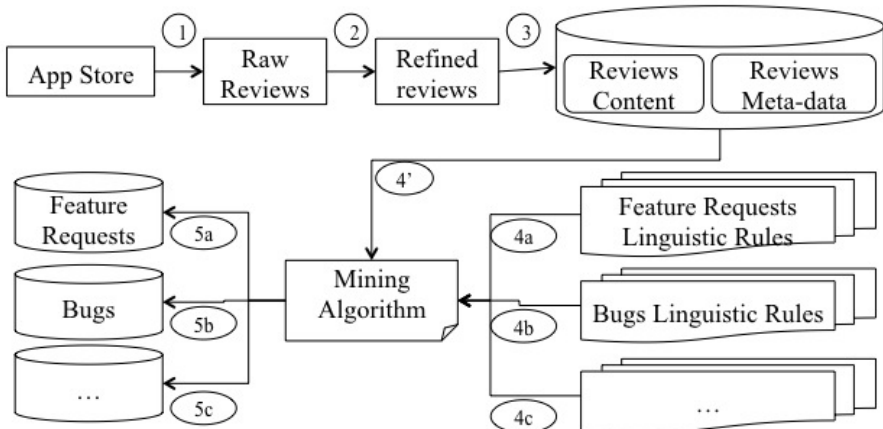 1
2
3
App Store
Raw
Reviews
Refined
reviews
Reviews
Content
Reviews
Meta-data
4’
Feature
Requests
5a
4a
Feature Requests
Linguistic Rules
Mining
Algorithm
Bugs
5b
4b
Bugs Linguistic Rules
…
5c
4c
…